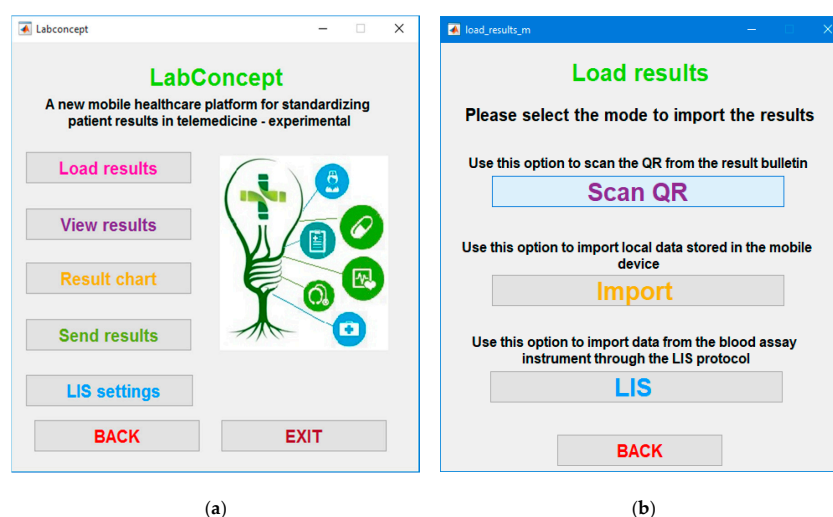 Labconcept
LabConcept
A new mobile healthcare platform for standardizing
patient results in telemedicine - experimental
Load results
View results
Result chart
Send results
LIS settings
BACK
EXIT
(a)
load_results_m
Load results
Please select the mode to import the results
Use this option to scan the QR from the result bulletin
Scan QR
Use this option to import local data stored in the mobile
device
Import
Use this option to import data from the blood assay
instrument through the LIS protocol
LIS
BACK
(b)